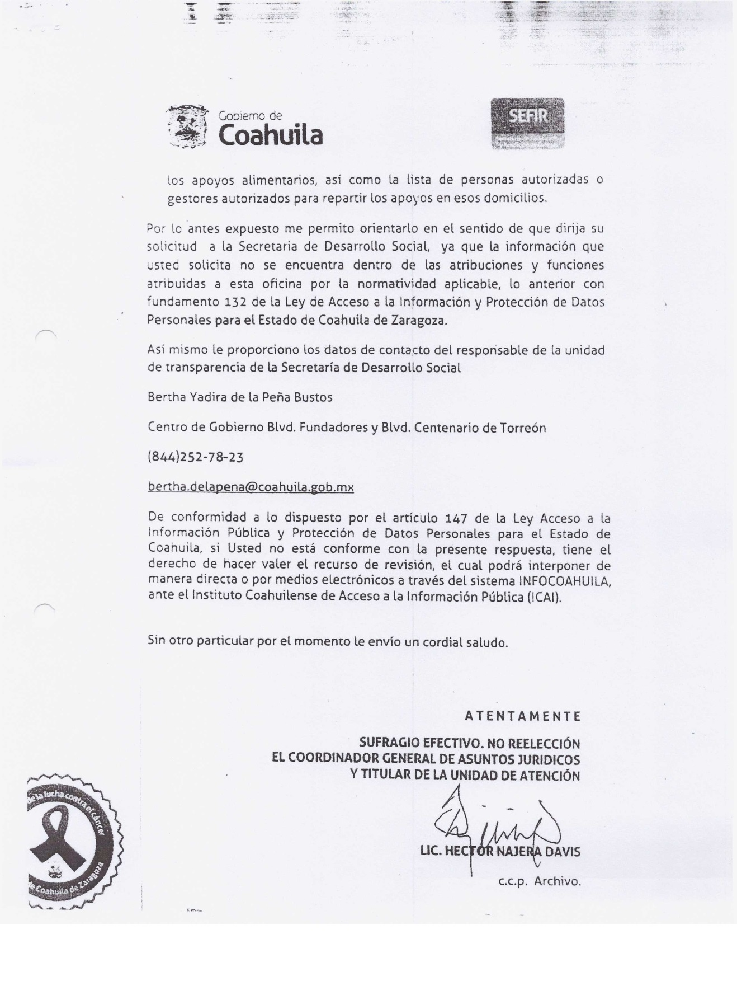 Gobierno de
Coahuila
SEFIR
los apoyos alimentarios, así como la lista de personas autorizadas o
gestores autorizados para repartir los apoyos en esos domicilios.
Por lo antes expuesto me permito orientarlo en el sentido de que dirija su
solicitud a la Secretaria de Desarrollo Social, ya que la información que
usted solicita no se encuentra dentro de las atribuciones y funciones
atribuidas a esta oficina por la normatividad aplicable, lo anterior con
fundamento 132 de la Ley de Acceso a la Información y Protección de Datos
Personales para el Estado de Coahuila de Zaragoza.
Así mismo le proporciono los datos de contacto del responsable de la unidad
de transparencia de la Secretaría de Desarrollo Social
Bertha Yadira de la Peña Bustos
Centro de Gobierno Blvd. Fundadores y Blvd. Centenario de Torreón
(844)252-78-23
bertha.delapena@coahuila.gob.mx
De conformidad a lo dispuesto por el artículo 147 de la Ley Acceso a la
Información Pública y Protección de Datos Personales para el Estado de
Coahuila, si Usted no está conforme con la presente respuesta, tiene el
derecho de hacer valer el recurso de revisión, el cual podrá interponer de
manera directa o por medios electrónicos a través del sistema INFOCOAHUILA,
ante el Instituto Coahuilense de Acceso a la Información Pública (ICAI).
Sin otro particular por el momento le envío un cordial saludo.
ATENTAMENTE
SUFRAGIO EFECTIVO. NO REELECCIÓN
EL COORDINADOR GENERAL DE ASUNTOS JURIDICOS
Y TITULAR DE LA UNIDAD DE ATENCIÓN
LIC. HECTOR NAJERA DAVIS
c.c.p. Archivo.
de la lucha contra el cáncer
de Coahuila de Zaragoza